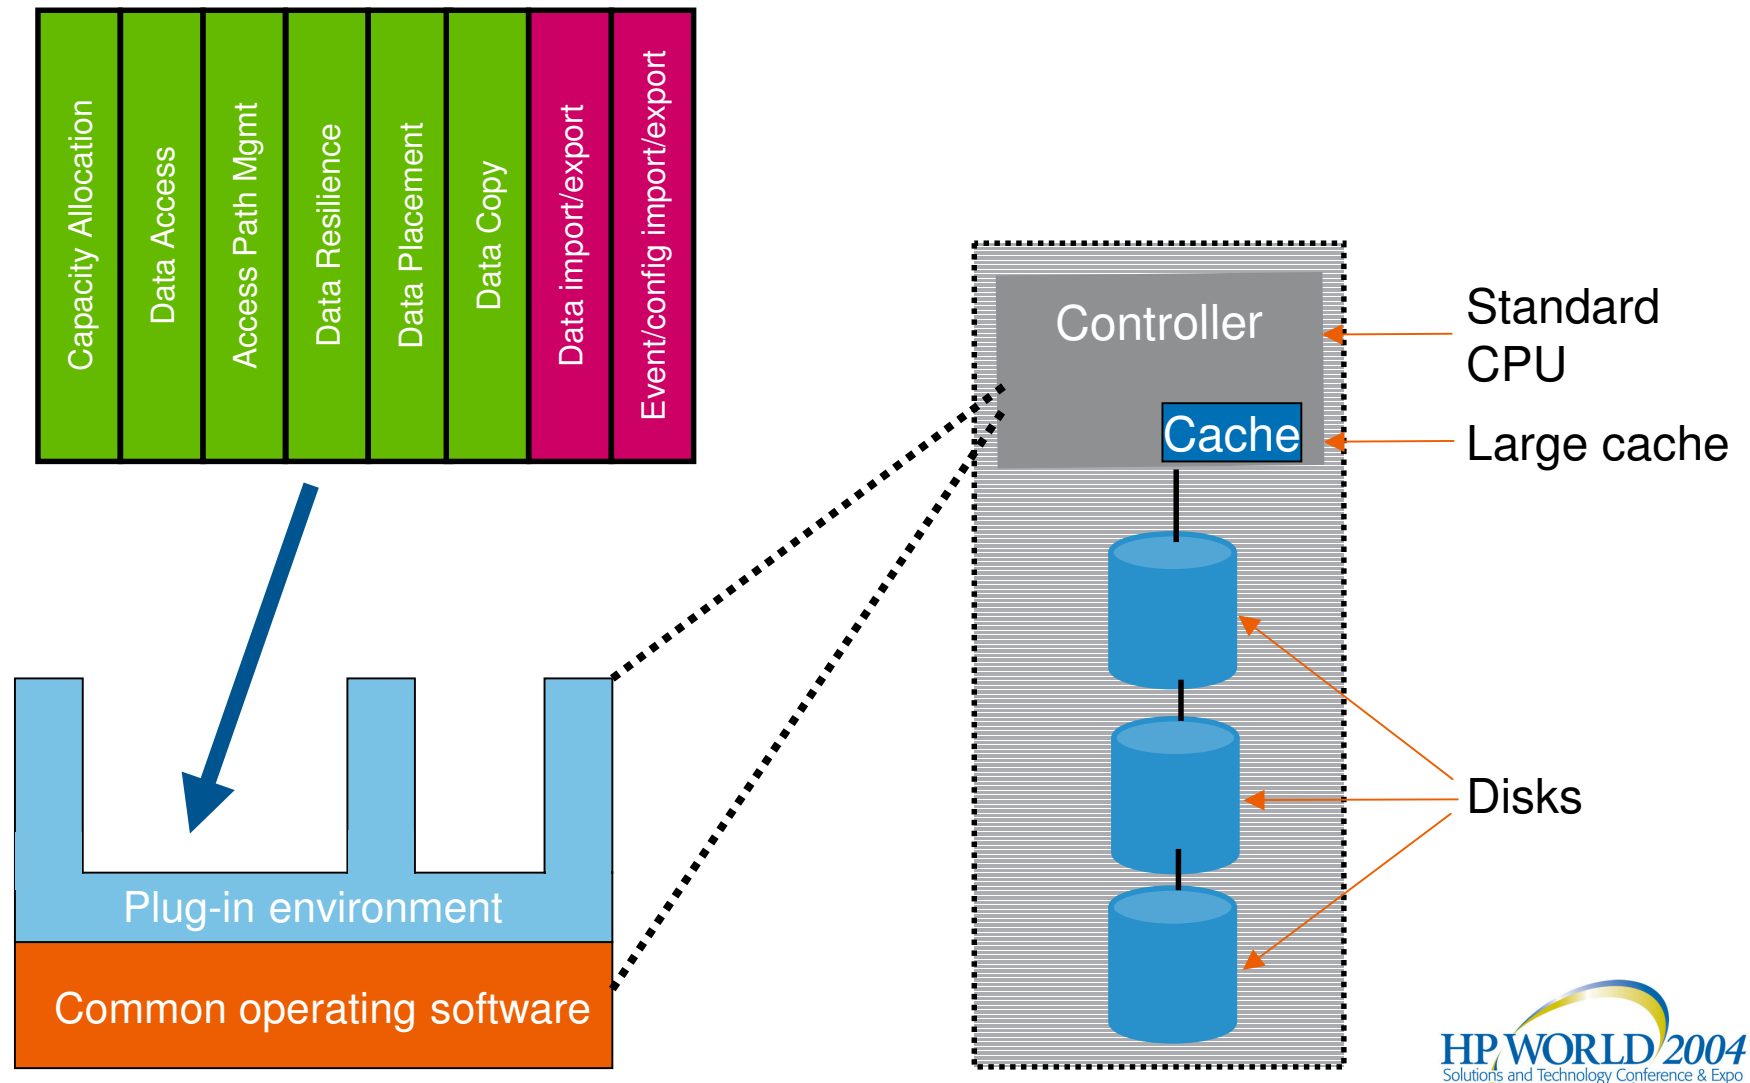 Capacity Allocation
Data Access
Access Path Mgmt
Data Resilience
Data Placement
Data Copy
Data import/export
Event/config import/export
Controller
Cache
Standard
CPU
Large cache
Disks
Plug-in environment
Common operating software
HP WORLD 2004
Solutions and Technology Conference & Expo